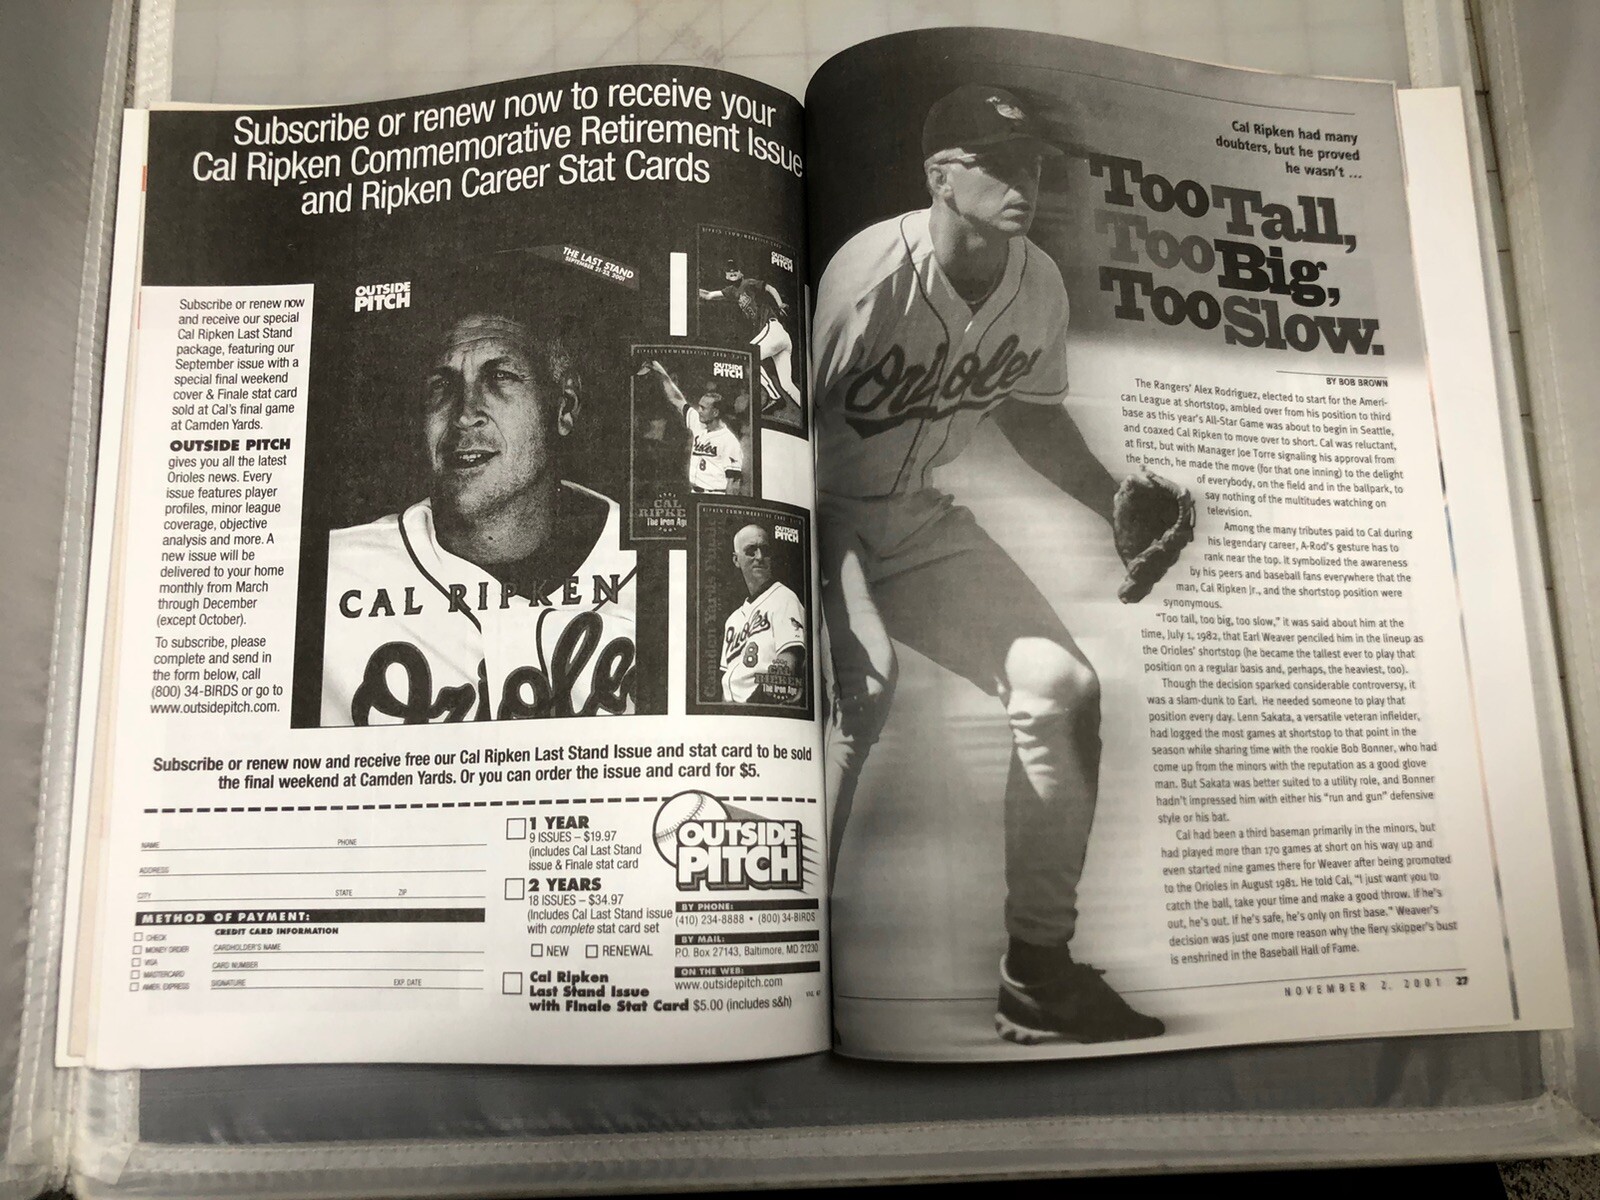 Subscribe or renew now to receive your
Cal Ripken Commemorative Retirement Issue
and Ripken Career Stat Cards
Subscribe or renew now
and receive our special
Cal Ripken Last Stand
package, featuring our
September issue with a
special final weekend
cover & Finale stat card
sold at Cal's final game
at Camden Yards.
OUTSIDE PITCH
gives you all the latest
Orioles news. Every
issue features player
profiles, minor league
coverage, objective
analysis and more. A
new issue will be
delivered to your home
monthly from March
through December
(except October).
To subscribe, please
complete and send in
the form below, call
(800) 34-BIRDS or go to
www.outsidepitch.com.
OUTSIDE
PITCH
THE LAST STAND
CAL RIPKEN
Orioles
OUTSIDE
PITCH
OUTSIDE
PITCH
Orioles
8
CAL
The Iron Age
OUTSIDE
PITCH
Orioles
8
The Iron Age
Subscribe or renew now and receive free our Cal Ripken Last Stand Issue and stat card to be sold
the final weekend at Camden Yards. Or you can order the issue and card for $5.
NAME PHONE
ADDRESS
CITY STATE ZIP
METHOD OF PAYMENT:
CREDIT CARD INFORMATION
CHECK
MONEY ORDER
VISA
MASTERCARD
AMER. EXPRESS
CARDHOLDER'S NAME
CARD NUMBER
SIGNATURE EXP. DATE
1 YEAR
9 ISSUES – $19.97
(includes Cal Last Stand
issue & Finale stat card
2 YEARS
18 ISSUES – $34.97
(Includes Cal Last Stand issue
with complete stat card set
NEW RENEWAL
Cal Ripken
Last Stand Issue
with Finale Stat Card $5.00 (includes s&h)
OUTSIDE
PITCH
BY PHONE:
(410) 234-8888 • (800) 34-BIRDS
BY MAIL:
P.O. Box 27143, Baltimore, MD 21230
ON THE WEB:
www.outsidepitch.com
Orioles
Cal Ripken had many
doubters, but he proved
he wasn't ...
Too Tall,
Too Big,
Too Slow.
BY BOB BROWN
The Rangers' Alex Rodriguez, elected to start for the Ameri-
can League at shortstop, ambled over from his position to third
base as this year's All-Star Game was about to begin in Seattle,
and coaxed Cal Ripken to move over to short. Cal was reluctant,
at first, but with Manager Joe Torre signaling his approval from
the bench, he made the move (for that one inning) to the delight
of everybody, on the field and in the ballpark, to
say nothing of the multitudes watching on
television.
Among the many tributes paid to Cal during
his legendary career, A-Rod's gesture has to
rank near the top. It symbolized the awareness
by his peers and baseball fans everywhere that the
man, Cal Ripken Jr., and the shortstop position were
synonymous.
"Too tall, too big, too slow," it was said about him at the
time, July 1, 1982, that Earl Weaver penciled him in the lineup as
the Orioles' shortstop (he became the tallest ever to play that
position on a regular basis and, perhaps, the heaviest, too).
Though the decision sparked considerable controversy, it
was a slam-dunk to Earl. He needed someone to play that
position every day. Lenn Sakata, a versatile veteran infielder,
had logged the most games at shortstop to that point in the
season while sharing time with the rookie Bob Bonner, who had
come up from the minors with the reputation as a good glove
man. But Sakata was better suited to a utility role, and Bonner
hadn't impressed him with either his "run and gun" defensive
style or his bat.
Cal had been a third baseman primarily in the minors, but
had played more than 170 games at short on his way up and
even started nine games there for Weaver after being promoted
to the Orioles in August 1981. He told Cal, "I just want you to
catch the ball, take your time and make a good throw. If he's
out, he's out. If he's safe, he's only on first base." Weaver's
decision was just one more reason why the fiery skipper's bust
is enshrined in the Baseball Hall of Fame.
NOVEMBER 2, 2001 27